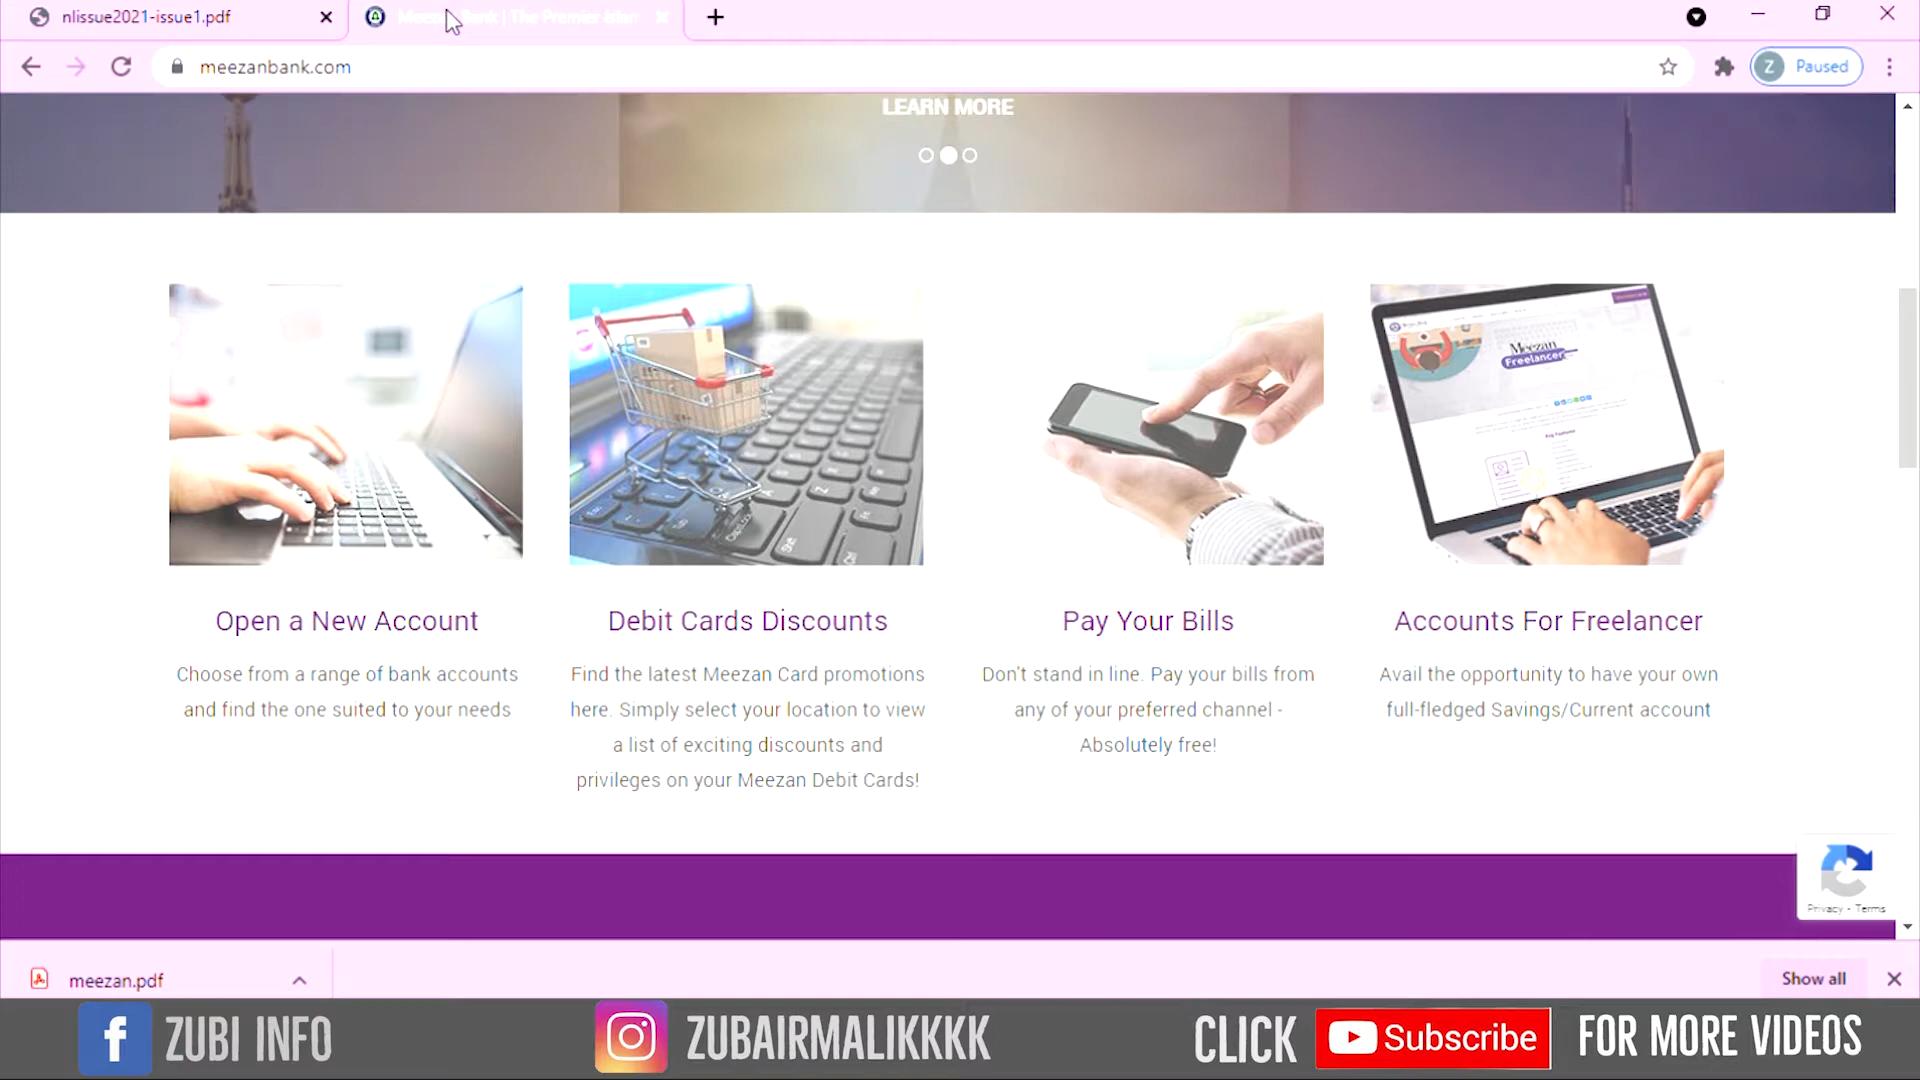 nlissue2021-issue1.pdf
Meezan Bank | The Premier Islam
meezanbank.com
Z Paused
LEARN MORE
Meezan
Freelancer
Open a New Account
Choose from a range of bank accounts
and find the one suited to your needs
Debit Cards Discounts
Find the latest Meezan Card promotions
here. Simply select your location to view
a list of exciting discounts and
privileges on your Meezan Debit Cards!
Pay Your Bills
Don't stand in line. Pay your bills from
any of your preferred channel -
Absolutely free!
Accounts For Freelancer
Avail the opportunity to have your own
full-fledged Savings/Current account
Privacy - Terms
meezan.pdf
Show all
f ZUBI INFO
ZUBAIRMALIKKKK
CLICK Subscribe FOR MORE VIDEOS